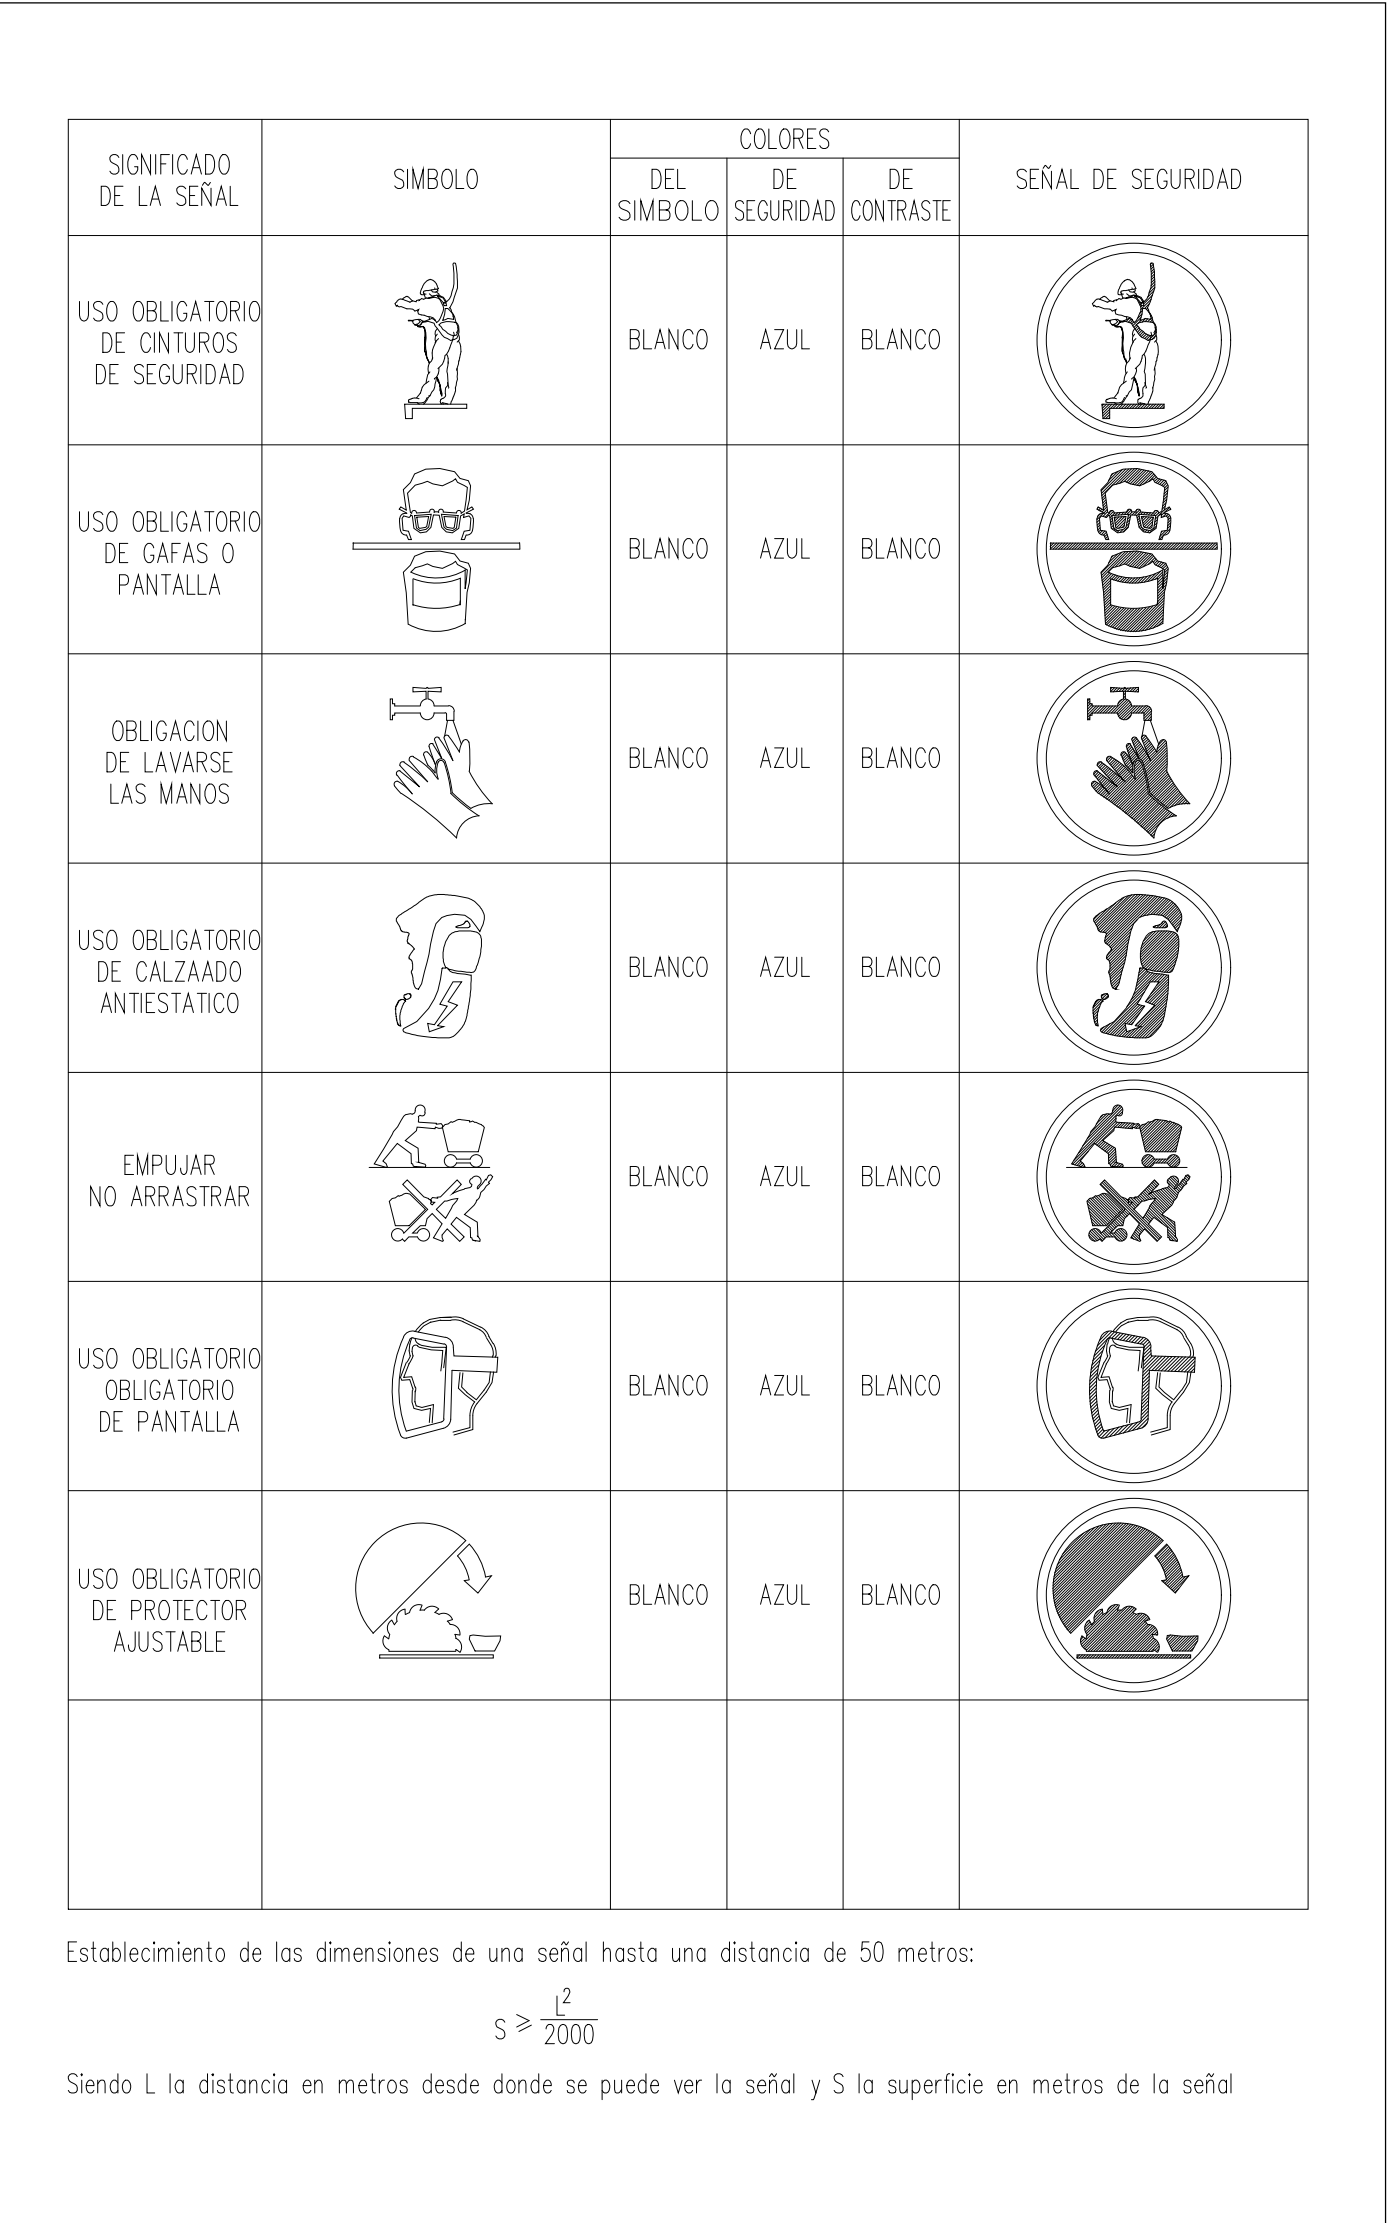 SIGNIFICADO
DE LA SEÑAL
SIMBOLO
COLORES
DEL
SIMBOLO
DE
SEGURIDAD
DE
CONTRASTE
SEÑAL DE SEGURIDAD
USO OBLIGATORIO
DE CINTUROS
DE SEGURIDAD
BLANCO
AZUL
BLANCO
USO OBLIGATORIO
DE GAFAS O
PANTALLA
BLANCO
AZUL
BLANCO
OBLIGACION
DE LAVARSE
LAS MANOS
BLANCO
AZUL
BLANCO
USO OBLIGATORIO
DE CALZAADO
ANTIESTATICO
BLANCO
AZUL
BLANCO
EMPUJAR
NO ARRASTRAR
BLANCO
AZUL
BLANCO
USO OBLIGATORIO
OBLIGATORIO
DE PANTALLA
BLANCO
AZUL
BLANCO
USO OBLIGATORIO
DE PROTECTOR
AJUSTABLE
BLANCO
AZUL
BLANCO
Establecimiento de las dimensiones de una señal hasta una distancia de 50 metros:
S ≥ L²/2000
Siendo L la distancia en metros desde donde se puede ver la señal y S la superficie en metros de la señal